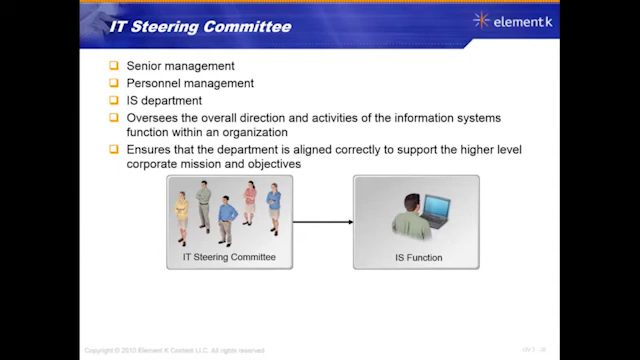 IT Steering Committee
element k
Senior management
Personnel management
IS department
Oversees the overall direction and activities of the information systems
function within an organization
Ensures that the department is aligned correctly to support the higher level
corporate mission and objectives
IT Steering Committee
IS Function
Copyright © 2010 Element K Content LLC. All rights reserved